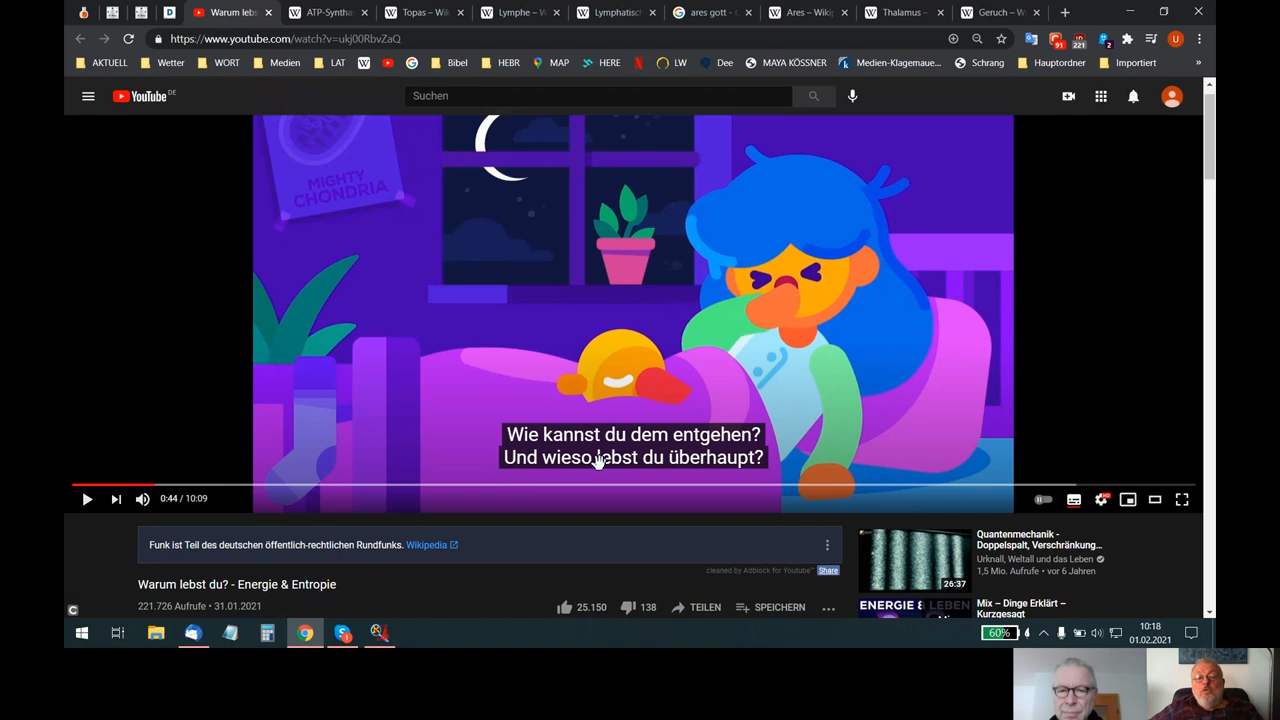 Warum lebs
ATP-Syntha
Topas – Wiki
Lymphe – W
Lymphatisch
ares gott - G
Ares – Wikip
Thalamus –
Geruch – W
https://www.youtube.com/watch?v=ukj00RbvZaQ
91
221
2
U
AKTUELL
Wetter
WORT
Medien
LAT
Bibel
HEBR
MAP
HERE
LW
Dee
MAYA KÖSSNER
Medien-Klagemaue...
Schrang
Hauptordner
Importiert
»
YouTube DE
Suchen
MIGHTY
CHONDRIA
Wie kannst du dem entgehen?
Und wieso lebst du überhaupt?
0:44 / 10:09
Funk ist Teil des deutschen öffentlich-rechtlichen Rundfunks. Wikipedia
cleaned by Adblock for Youtube™ Share
Warum lebst du? - Energie & Entropie
221.726 Aufrufe • 31.01.2021
25.150
138
TEILEN
SPEICHERN
Quantenmechanik -
Doppelspalt, Verschränkung...
Urknall, Weltall und das Leben
1,5 Mio. Aufrufe • vor 6 Jahren
26:37
ENERGIE & LEBEN
Mix – Dinge Erklärt –
Kurzgesagt
60%
10:18
01.02.2021